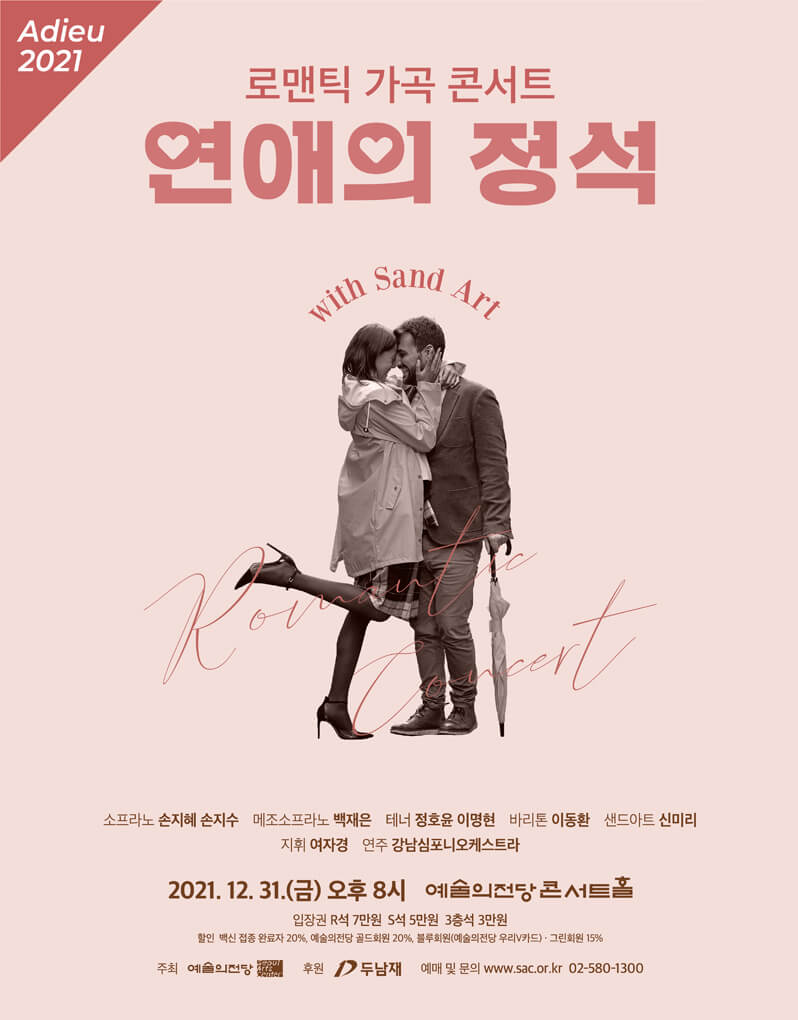 Adieu
2021
로맨틱 가곡 콘서트
연애의 정석
with Sand Art
Romantic
Concert
소프라노 손지혜 손지수 메조소프라노 백재은 테너 정호윤 이명현 바리톤 이동환 샌드아트 신미리
지휘 여자경 연주 강남심포니오케스트라
2021. 12. 31.(금) 오후 8시 예술의전당 콘서트홀
입장권 R석 7만원 S석 5만원 3층석 3만원
할인 백신 접종 완료자 20%, 예술의전당 골드회원 20%, 블루회원(예술의전당 우리V카드)·그린회원 15%
주최 예술의전당 Seoul Arts Center 후원 두남재 예매 및 문의 www.sac.or.kr 02-580-1300